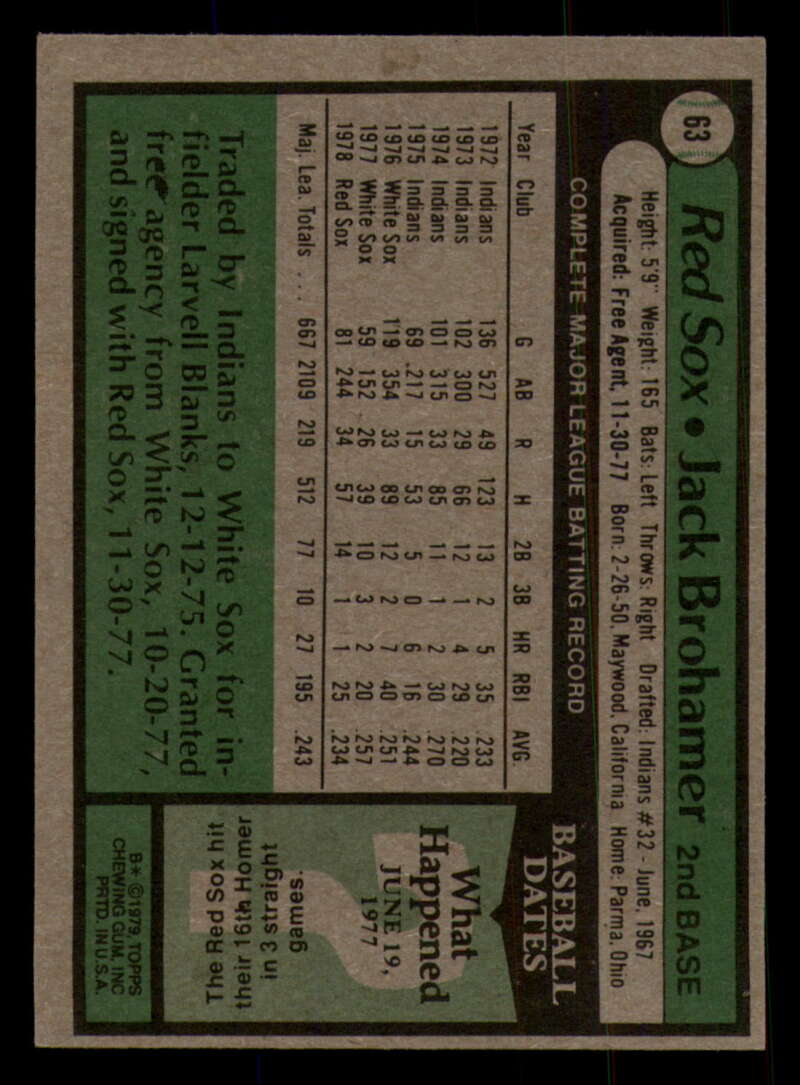 63
Red Sox • Jack Brohamer 2nd BASE
Height: 5'9" Weight: 165 Bats: Left Throws: Right Drafted: Indians #32 - June, 1967
Acquired: Free Agent, 11-30-77 Born: 2-26-50, Maywood, California Home: Parma, Ohio
COMPLETE MAJOR LEAGUE BATTING RECORD
Year Club G AB R H 2B 3B HR RBI AVG.
1972 Indians 136 527 49 123 13 2 5 35 .233
1973 Indians 102 300 29 66 12 1 4 29 .220
1974 Indians 101 315 33 85 11 1 2 30 .270
1975 Indians 69 217 15 53 5 0 6 16 .244
1976 White Sox 119 354 33 89 12 2 7 40 .251
1977 White Sox 59 152 26 39 10 3 2 20 .257
1978 Red Sox 81 244 34 57 14 1 1 25 .234
Maj. Lea. Totals . . . 667 2109 219 512 77 10 27 195 .243
Traded by Indians to White Sox for in-
fielder Larvell Blanks, 12-12-75. Granted
free agency from White Sox, 10-20-77,
and signed with Red Sox, 11-30-77.
BASEBALL
DATES
What
Happened
JUNE 19,
1977
The Red Sox hit
their 16th Homer
in 3 straight
games.
B* ©1979, TOPPS
CHEWING GUM, INC
PRTD. IN U.S.A.